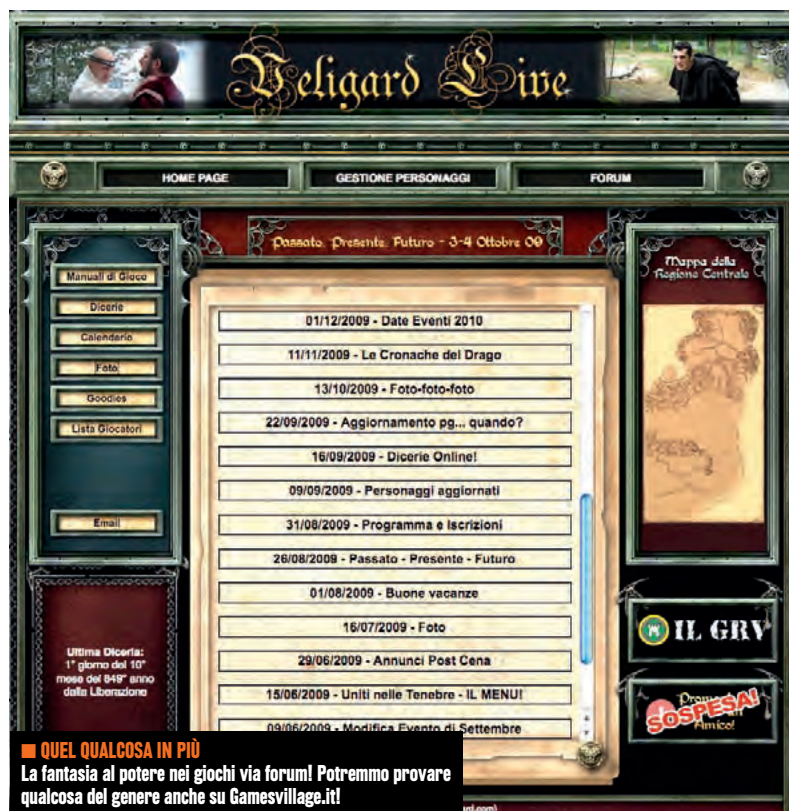 Veligard Live
HOME PAGE
GESTIONE PERSONAGGI
FORUM
Passato, Presente, Futuro - 3-4 Ottobre 09
Manuali di Gioco
Dicerie
Calendario
Foto
Goodies
Lista Giocatori
Email
Ultima Diceria:
1° giorno del 10°
mese del 849° anno
dalla Liberazione
01/12/2009 - Date Eventi 2010
11/11/2009 - Le Cronache del Drago
13/10/2009 - Foto-foto-foto
22/09/2009 - Aggiornamento pg... quando?
16/09/2009 - Dicerie Online!
09/09/2009 - Personaggi aggiornati
31/08/2009 - Programma e Iscrizioni
26/08/2009 - Passato - Presente - Futuro
01/08/2009 - Buone vacanze
16/07/2009 - Foto
29/06/2009 - Annunci Post Cena
15/06/2009 - Uniti nelle Tenebre - IL MENU!
09/06/2009 - Modifica Evento di Settembre
Mappa della
Regione Centrale
IL GRV
SOSPESA!
Amico!
QUEL QUALCOSA IN PIÙ
La fantasia al potere nei giochi via forum! Potremmo provare
qualcosa del genere anche su Gamesvillage.it!